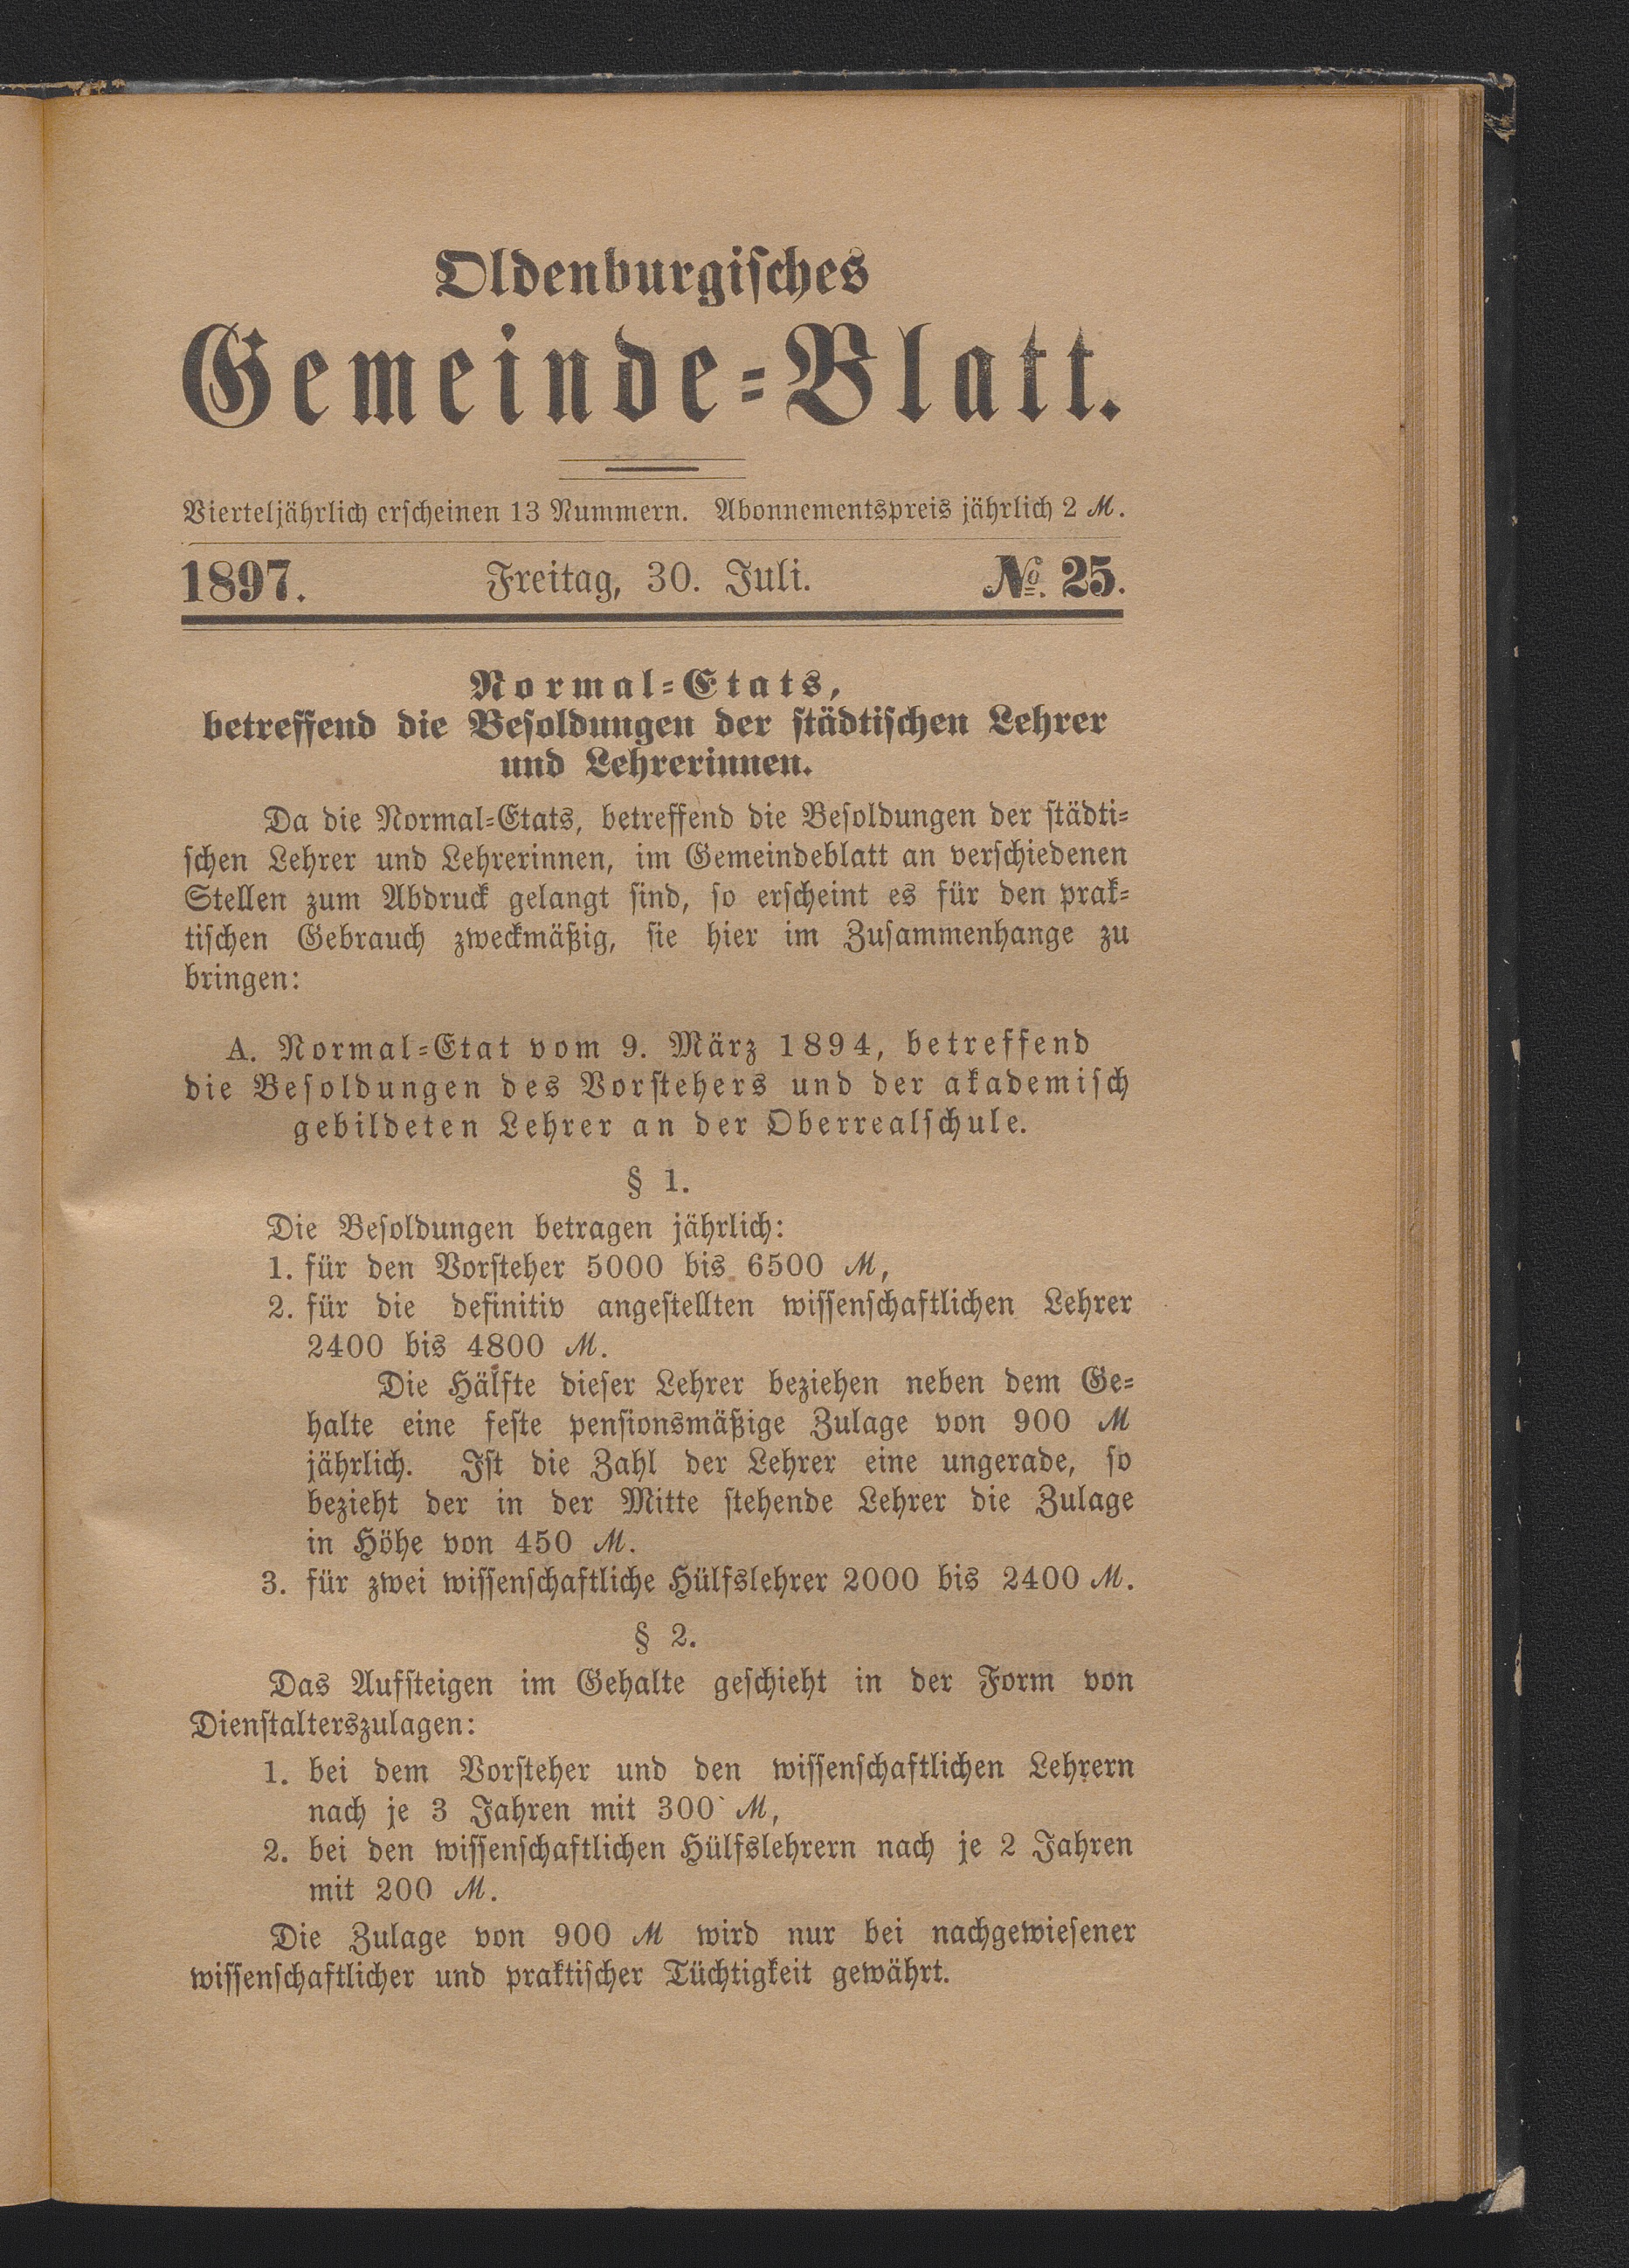 Oldenburgisches
Gemeinde-Blatt.
Vierteljährlich erscheinen 13 Nummern. Abonnementspreis jährlich 2 ℳ.
1897. Freitag, 30. Juli. №. 25.
Normal-Etats,
betreffend die Besoldungen der städtischen Lehrer
und Lehrerinnen.
Da die Normal-Etats, betreffend die Besoldungen der städti-
schen Lehrer und Lehrerinnen, im Gemeindeblatt an verschiedenen
Stellen zum Abdruck gelangt sind, so erscheint es für den prak-
tischen Gebrauch zweckmäßig, sie hier im Zusammenhange zu
bringen:
A. Normal-Etat vom 9. März 1894, betreffend
die Besoldungen des Vorstehers und der akademisch
gebildeten Lehrer an der Oberrealschule.
§ 1.
Die Besoldungen betragen jährlich:
1. für den Vorsteher 5000 bis 6500 ℳ,
2. für die definitiv angestellten wissenschaftlichen Lehrer
2400 bis 4800 ℳ.
Die Hälfte dieser Lehrer beziehen neben dem Ge-
halte eine feste pensionsmäßige Zulage von 900 ℳ
jährlich. Ist die Zahl der Lehrer eine ungerade, so
bezieht der in der Mitte stehende Lehrer die Zulage
in Höhe von 450 ℳ.
3. für zwei wissenschaftliche Hülfslehrer 2000 bis 2400 ℳ.
§ 2.
Das Aufsteigen im Gehalte geschieht in der Form von
Dienstalterszulagen:
1. bei dem Vorsteher und den wissenschaftlichen Lehrern
nach je 3 Jahren mit 300 ℳ,
2. bei den wissenschaftlichen Hülfslehrern nach je 2 Jahren
mit 200 ℳ.
Die Zulage von 900 ℳ wird nur bei nachgewiesener
wissenschaftlicher und praktischer Tüchtigkeit gewährt.